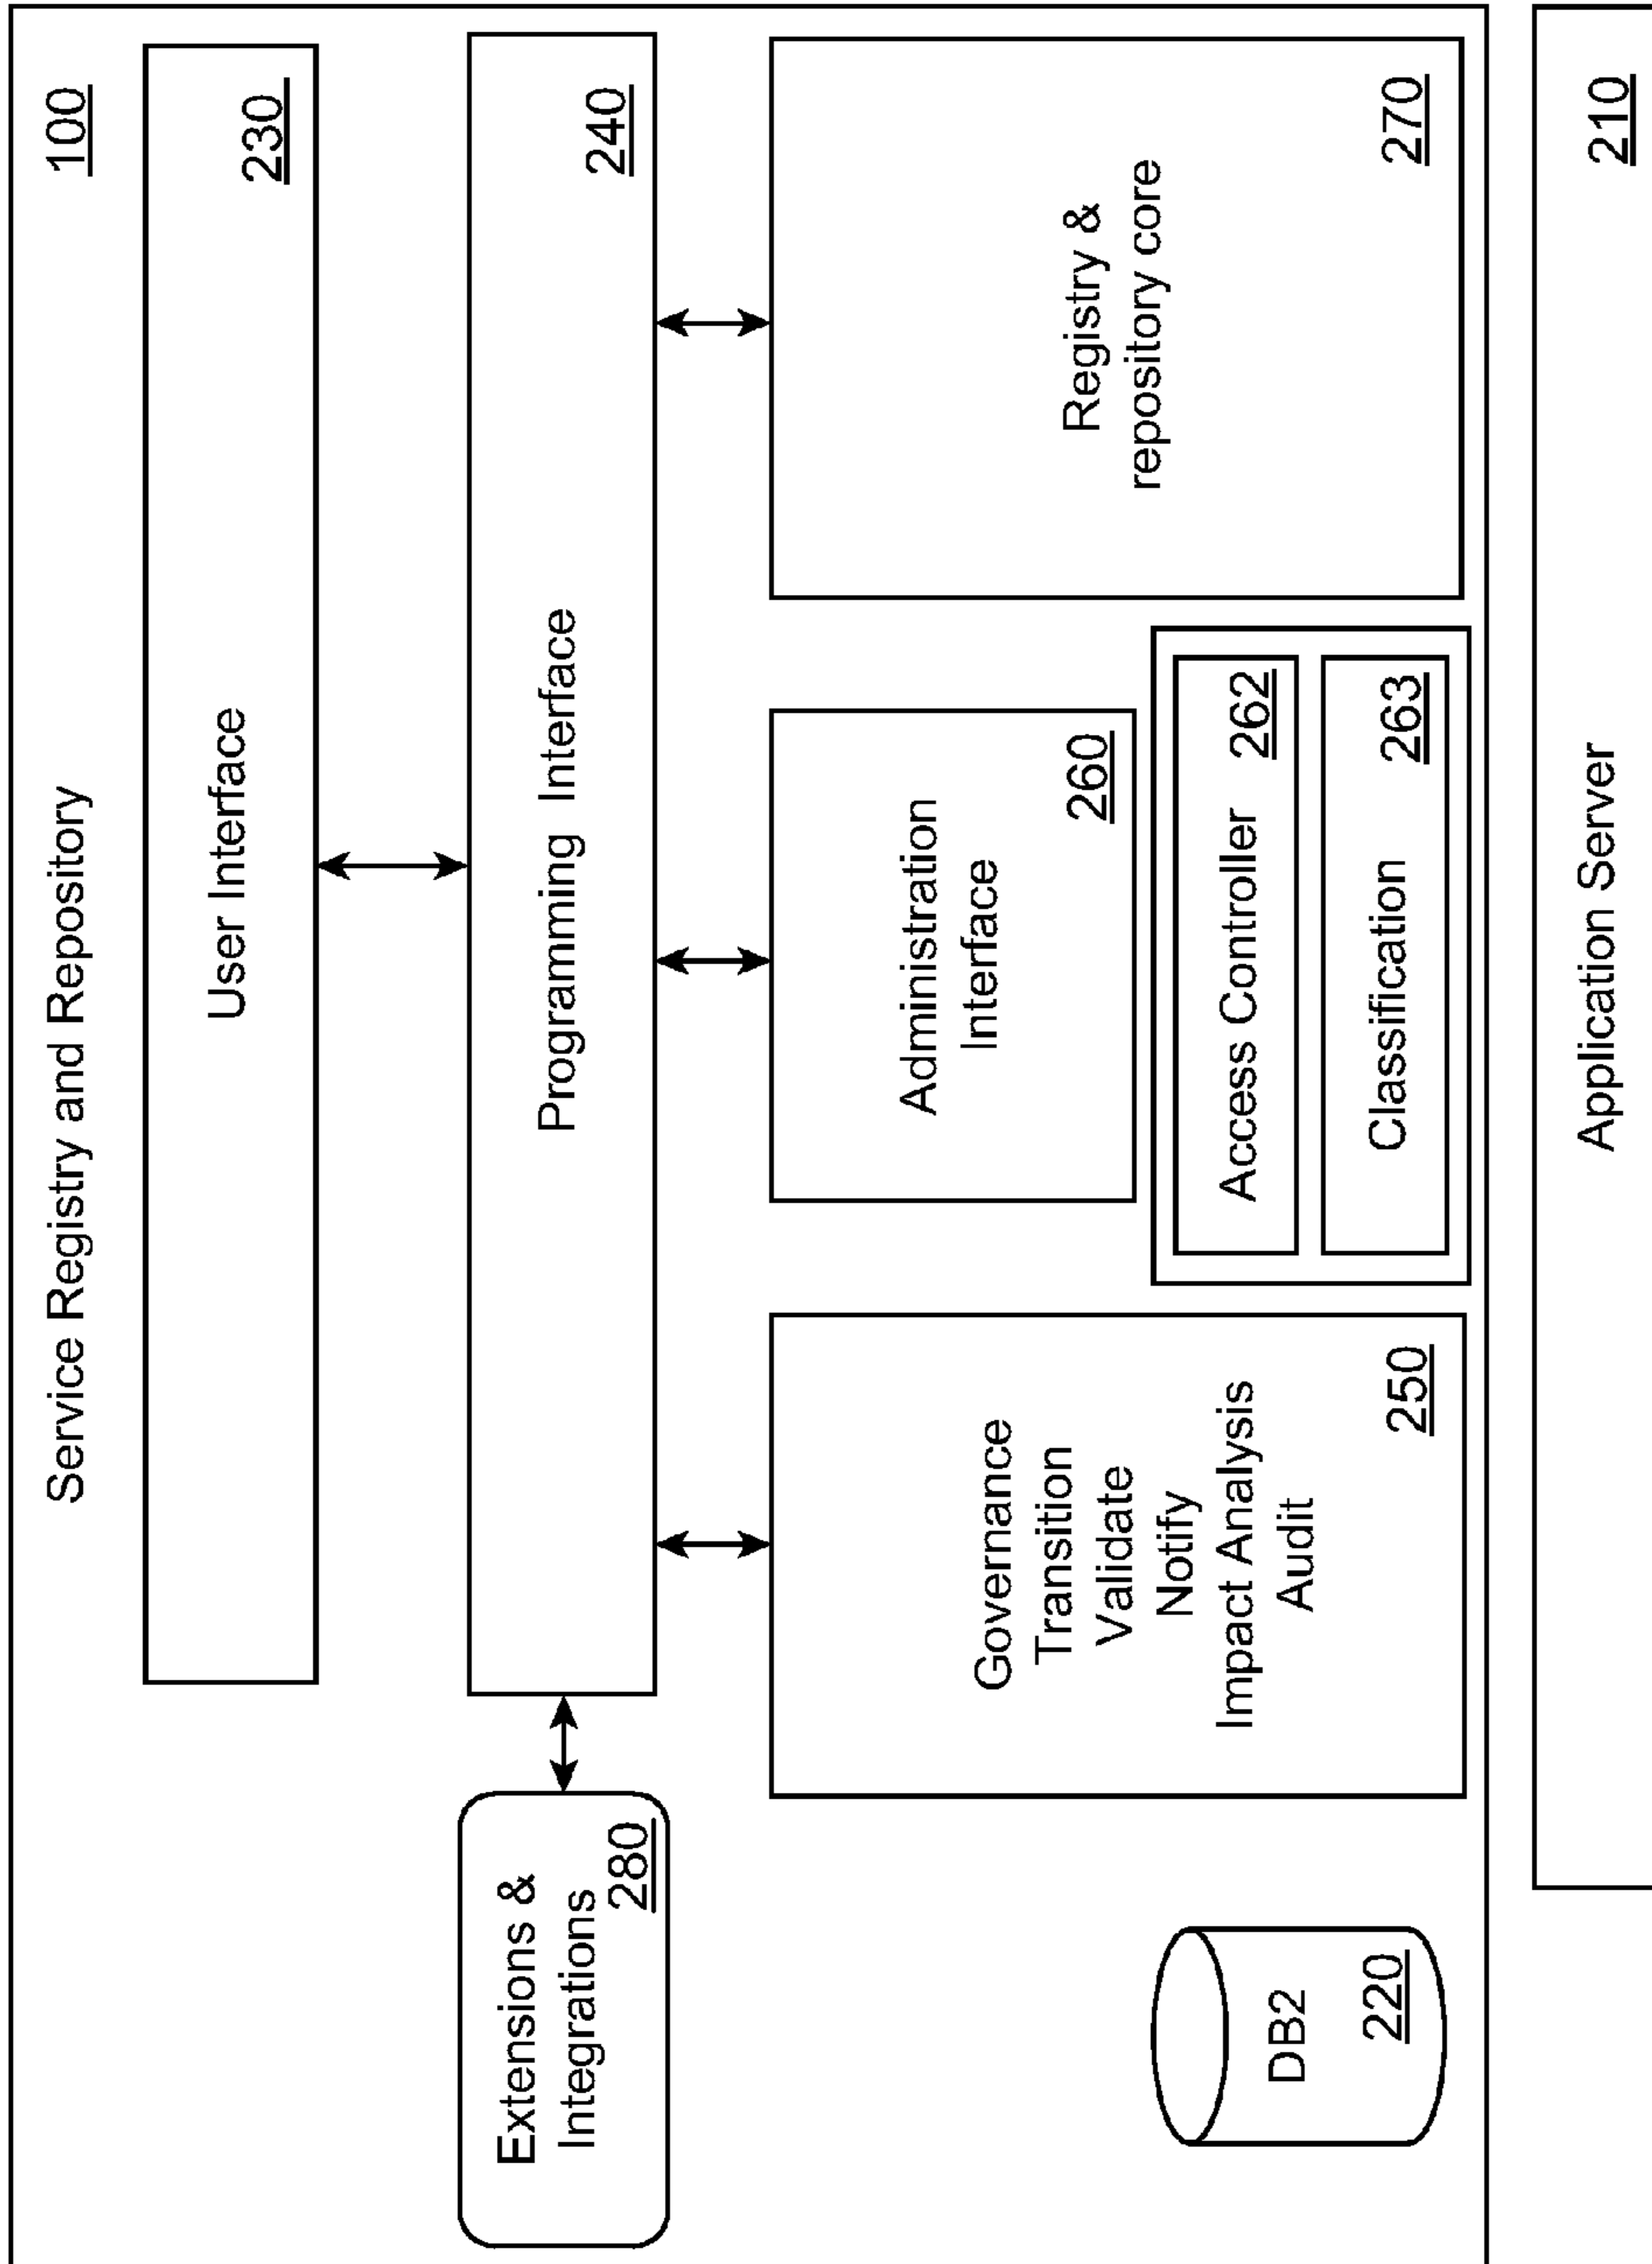 Service Registry and Repository
100
User Interface
230
Extensions &
Integrations
280
Programming Interface
240
Governance
Transition
Validate
Notify
Impact Analysis
Audit
250
Administration
Interface
260
Access Controller
262
Classification
263
Registry &
repository core
270
DB2
220
Application Server
210